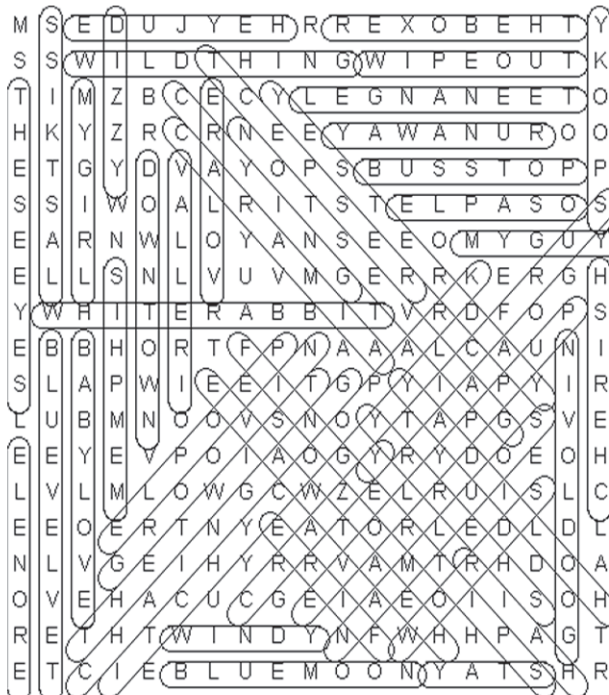 M S E D U J Y E H R R E X O B E H T Y
S S W I L D T H I N G W I P E O U T K
T I M Z B C E C Y L E G N A N E E T O
H K Y Z R C R N E E Y A W A N U R O O
E T G Y D V A Y O P S B U S S T O P P
S S I W O A L R I T S T E L P A S O S
E A R N W L O Y A N S E E O M Y G U Y
E L L S N L V U V M G E R R K E R G H
Y W H I T E R A B B I T V R D F O P S
E B B H O R T F P N A A A L C A U N I
S L A P W I E E I T G P Y I A P Y I R
L U B M N O O V S N O Y T A P G S V E
E E Y E V P O I A O G Y R Y D O E O H
L V L M L O W G C W Z E L R U I S L C
E E O E R T N Y E A T O R L E D L D L
N L V G E I H Y R R V A M T R H D O A
O V E H A C U C G E I A E O I I S O H
R E T H T W I N D Y N F W H H P A G T
E T C I E B L U E M O O N Y A T S H R